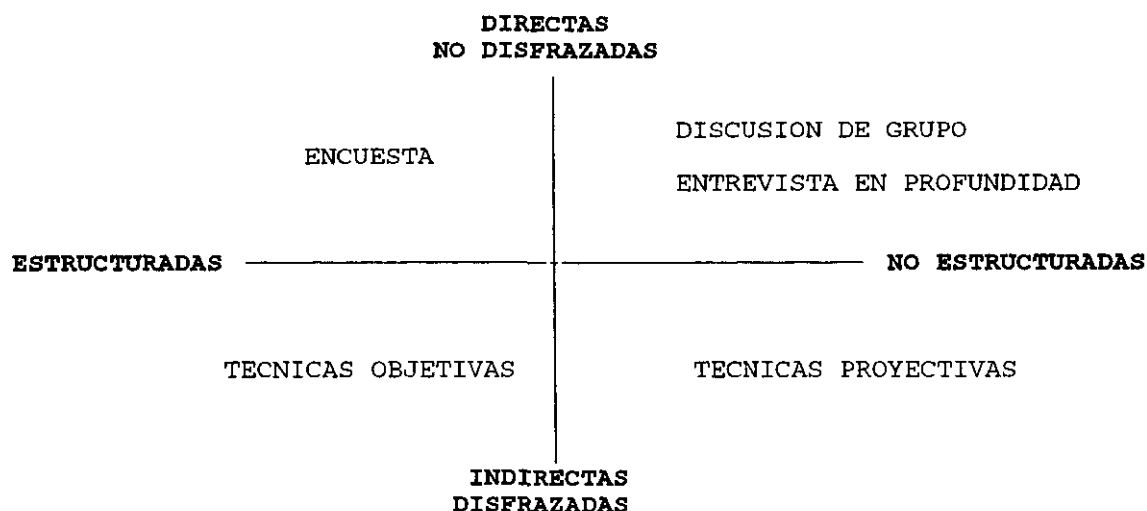 DIRECTAS
NO DISFRAZADAS
DISCUSION DE GRUPO
ENCUESTA
ENTREVISTA EN PROFUNDIDAD
ESTRUCTURADAS
NO ESTRUCTURADAS
TECNICAS OBJETIVAS
TECNICAS PROYECTIVAS
INDIRECTAS
DISFRAZADAS